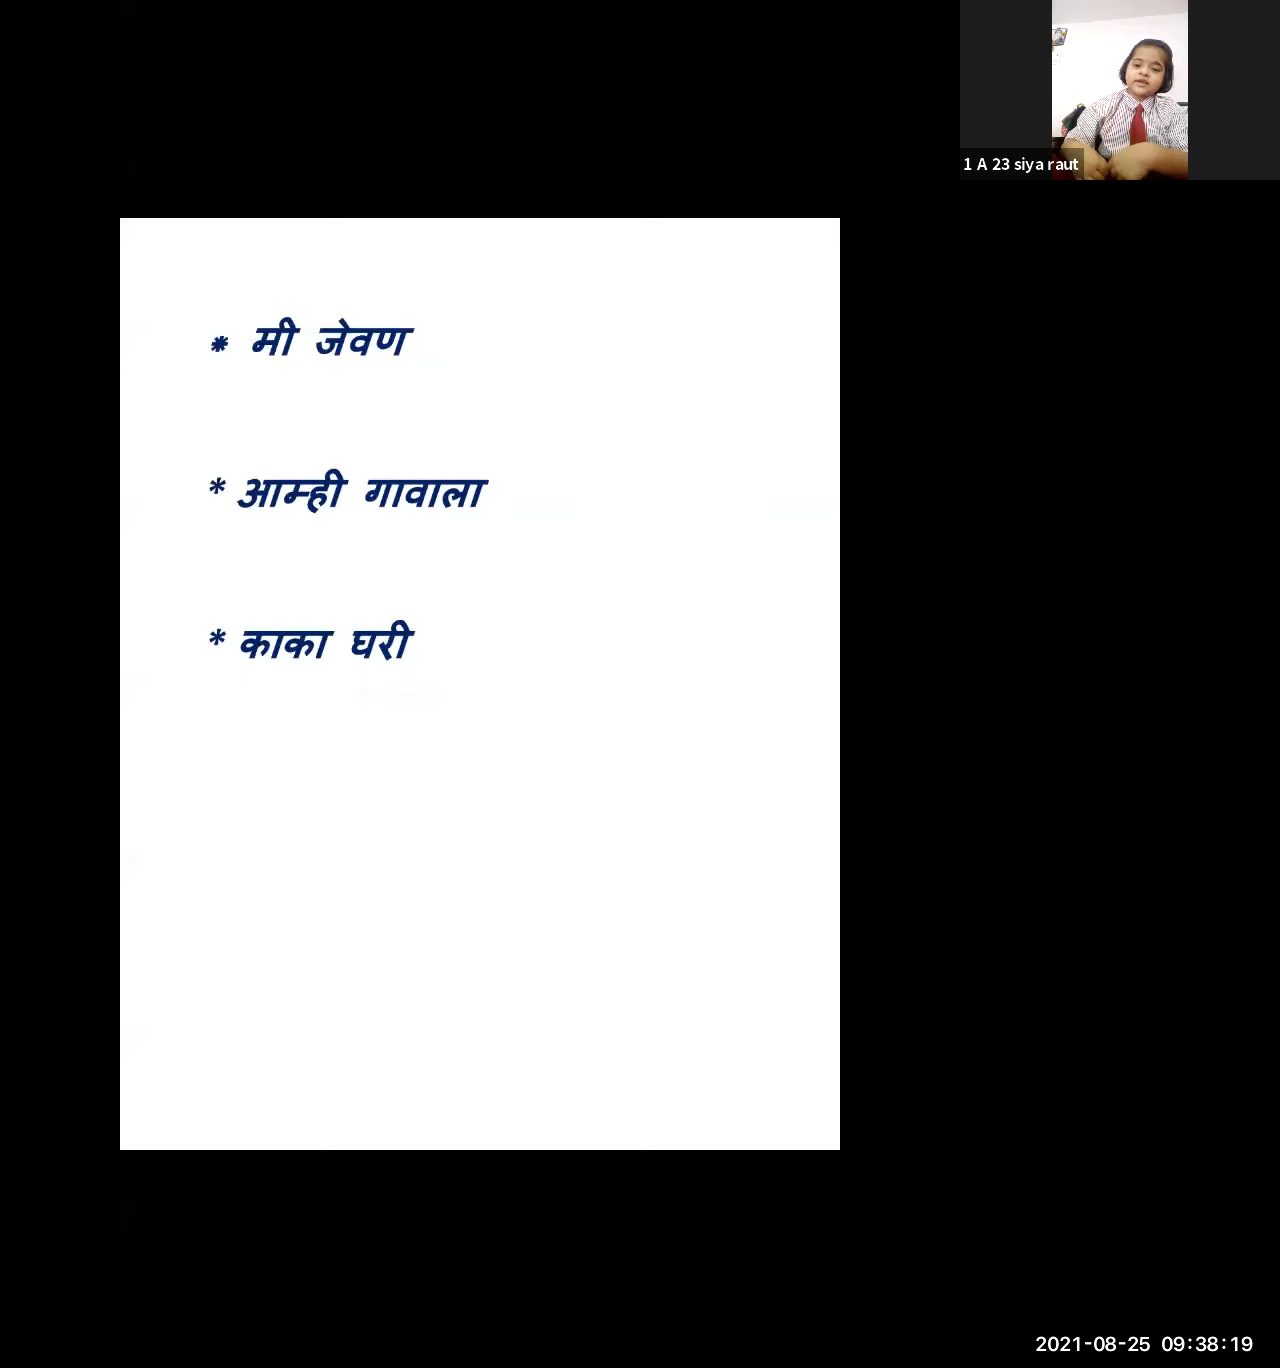 1 A 23 siya raut
* मी जेवण
* आम्ही गावाला
* काका घरी
2021-08-25 09:38:19